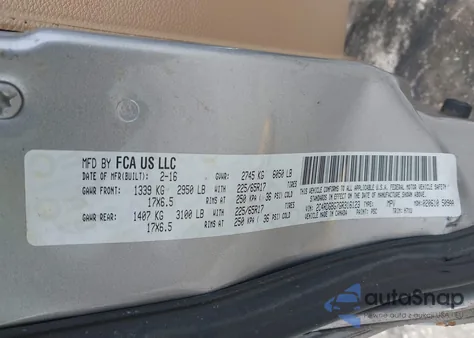 MFD BY FCA US LLC
DATE OF MFR(BUILT) 2-16 GVWR: 2745 KG 6050 LB
GAWR FRONT: 1339 KG 2950 LB WITH 225/65R17 TIRES
17X6.5 RIMS AT 250 KPA / 36 PSI COLD
GAWR REAR: 1407 KG 3100 LB WITH 225/65R17 TIRES
17X6.5 RIMS AT 250 KPA / 36 PSI COLD
THIS VEHICLE CONFORMS TO ALL APPLICABLE U.S.A. FEDERAL MOTOR VEHICLE SAFETY
STANDARDS IN EFFECT ON THE DATE OF MANUFACTURE SHOWN ABOVE.
TYPE: MPV
VEHICLE MADE IN CANADA PAINT: TRIM:
autoSnap